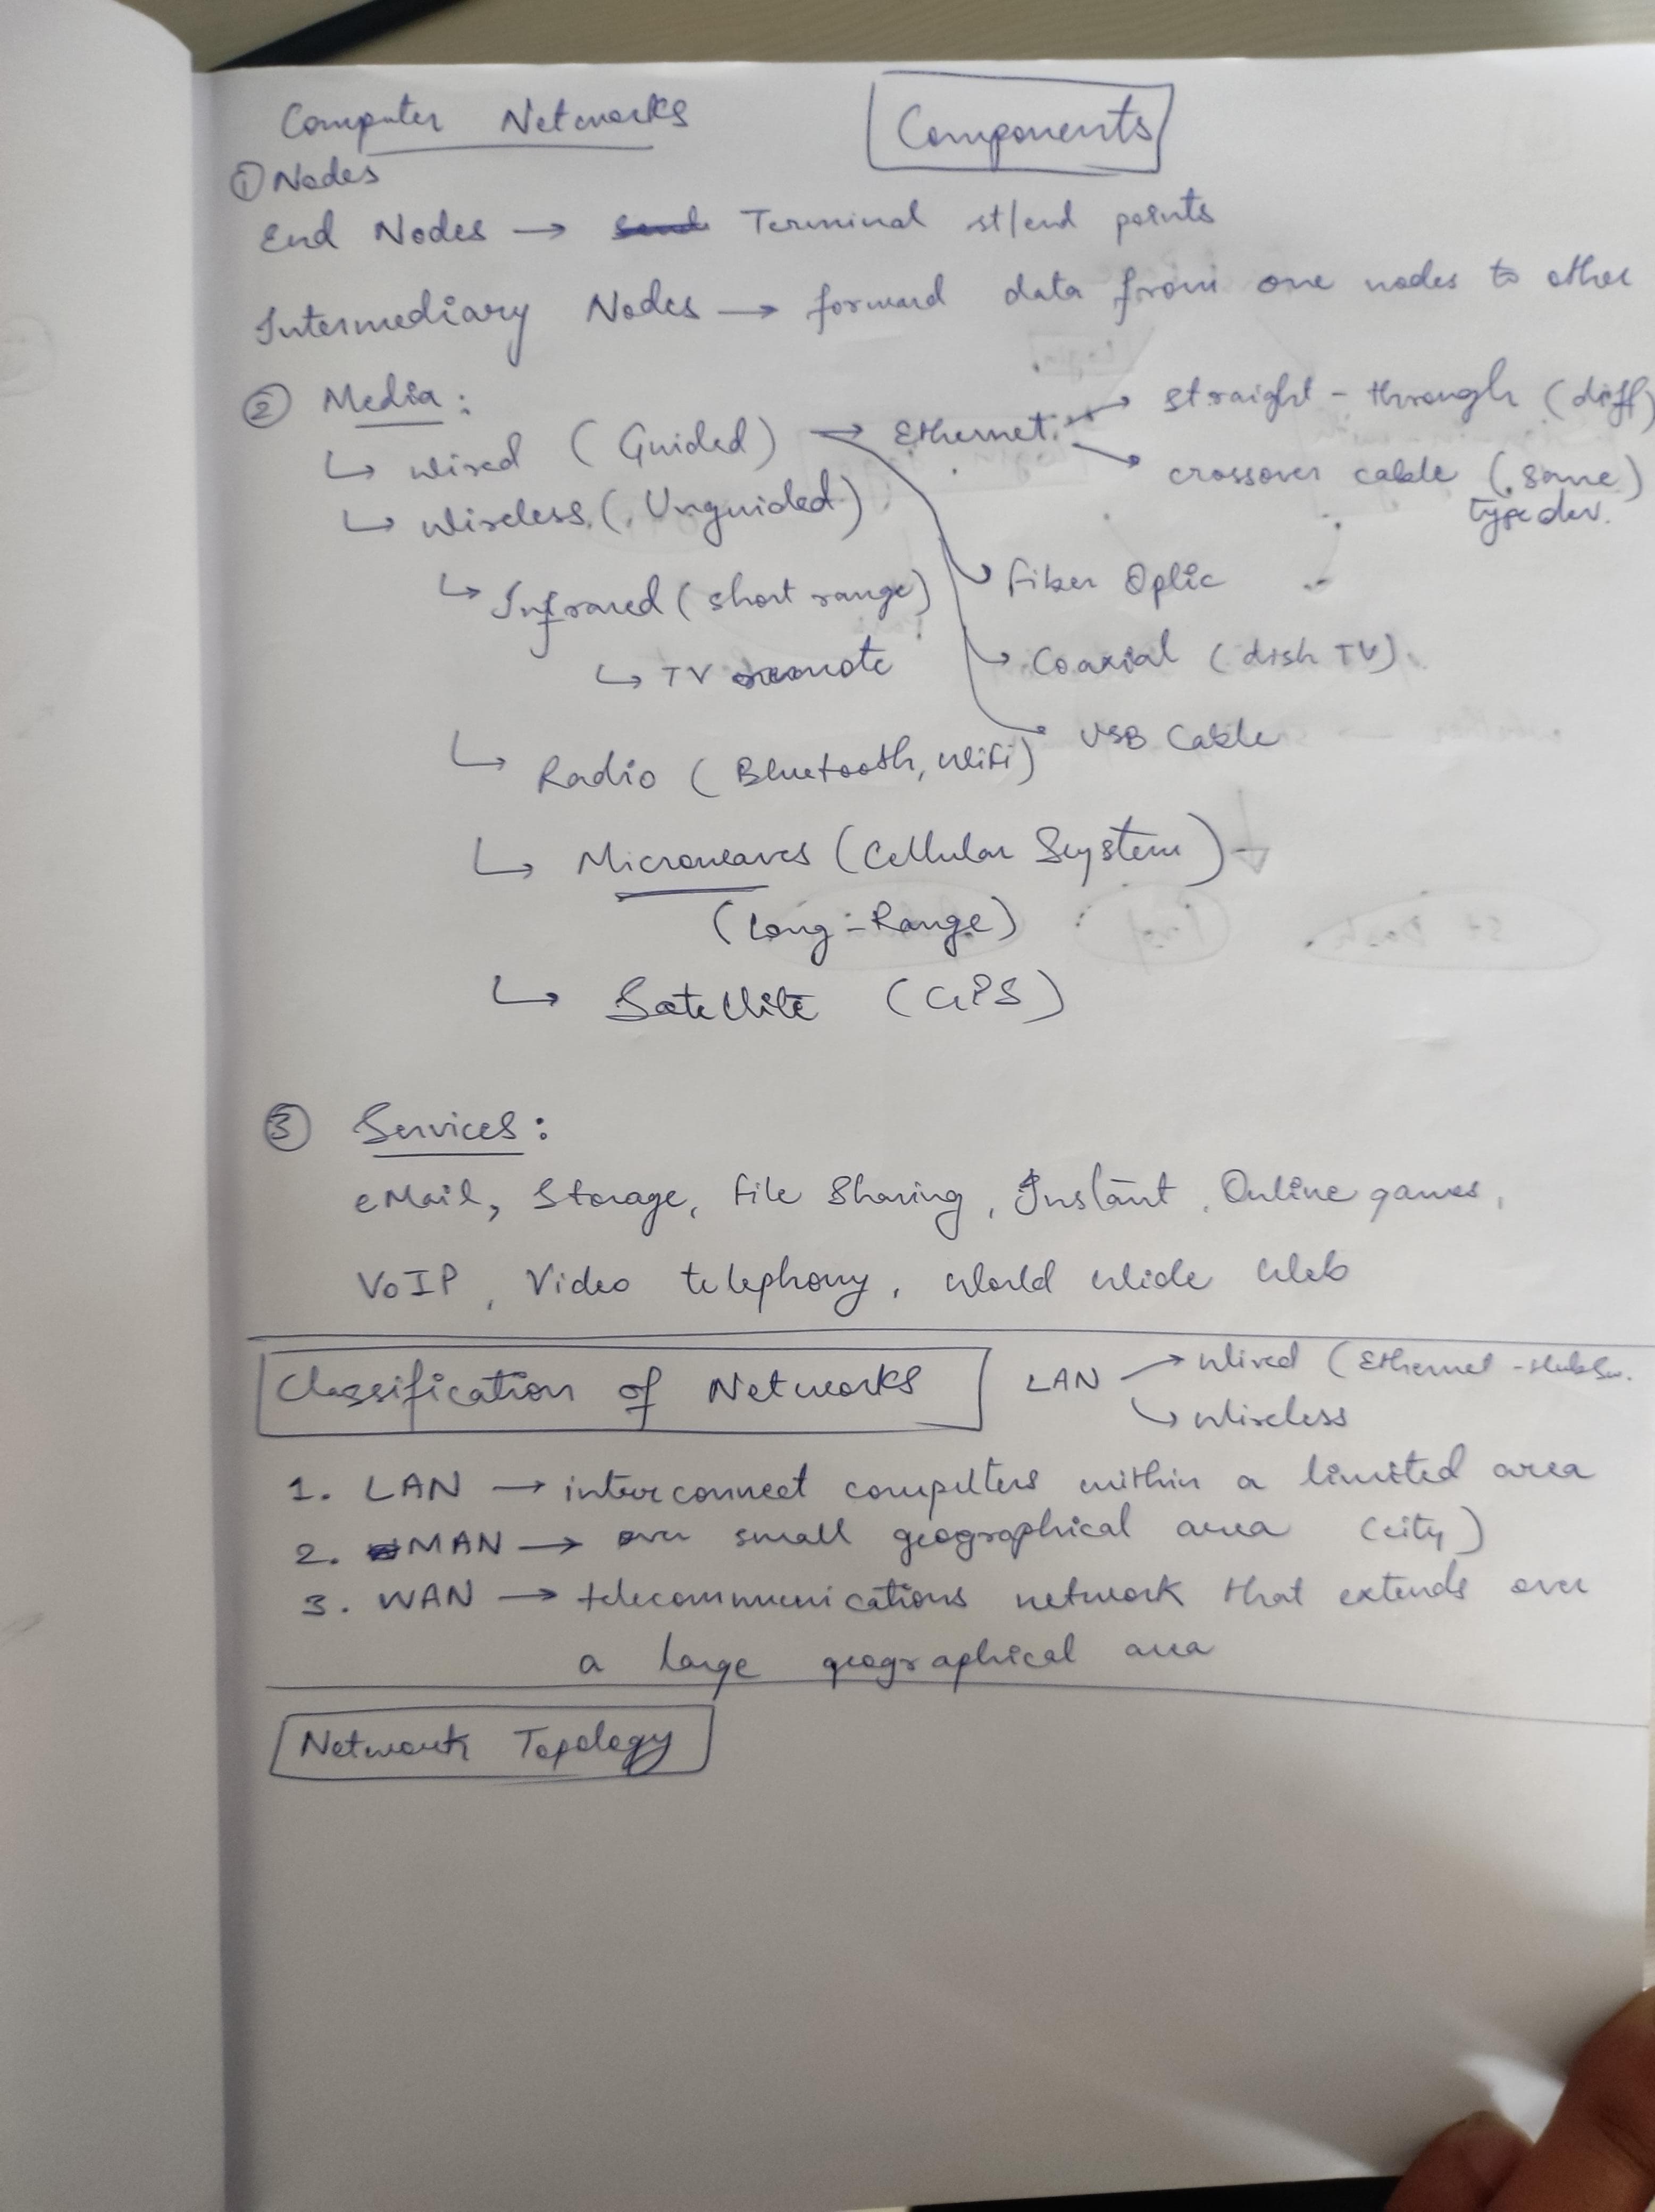 Computer Networks
Components
① Nodes
End Nodes → Terminal st/end points
Intermediary Nodes → forward data from one nodes to other
② Media :
↳ Wired (Guided) → Ethernet → straight-through (diff)
→ crossover cable (same)
type dev.
↳ Wireless (Unguided)
↳ Infrared (short range)
→ Fiber Optic
↳ TV remote
→ Coaxial (dish TV)
USB Cable
↳ Radio (Bluetooth, WiFi)
↳ Microwaves (Cellular System)
(Long-Range)
↳ Satellite (GPS)
③ Services :
eMail, Storage, File Sharing, Instant, Online games,
VoIP, Video telephony, World Wide Web
Classification of Networks
LAN → Wired (Ethernet - Hub
↳ Wireless
1. LAN → interconnect computers within a limited area
2. MAN → over small geographical area (city)
3. WAN → telecommunications network that extends over
a large geographical area
Network Topology